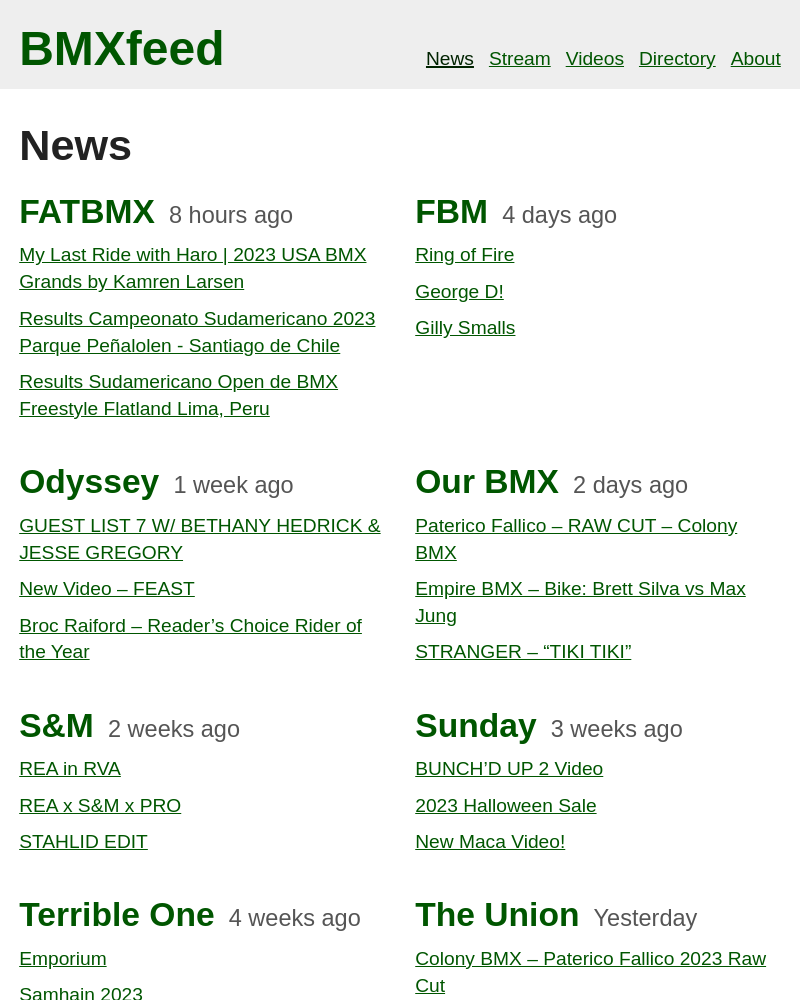 BMXfeed
News Stream Videos Directory About
News
FATBMX 8 hours ago
My Last Ride with Haro | 2023 USA BMX
Grands by Kamren Larsen
Results Campeonato Sudamericano 2023
Parque Peñalolen - Santiago de Chile
Results Sudamericano Open de BMX
Freestyle Flatland Lima, Peru
FBM 4 days ago
Ring of Fire
George D!
Gilly Smalls
Odyssey 1 week ago
GUEST LIST 7 W/ BETHANY HEDRICK &
JESSE GREGORY
New Video – FEAST
Broc Raiford – Reader’s Choice Rider of
the Year
Our BMX 2 days ago
Paterico Fallico – RAW CUT – Colony
BMX
Empire BMX – Bike: Brett Silva vs Max
Jung
STRANGER – “TIKI TIKI”
S&M 2 weeks ago
REA in RVA
REA x S&M x PRO
STAHLID EDIT
Sunday 3 weeks ago
BUNCH’D UP 2 Video
2023 Halloween Sale
New Maca Video!
Terrible One 4 weeks ago
Emporium
Samhain 2023
The Union Yesterday
Colony BMX – Paterico Fallico 2023 Raw
Cut